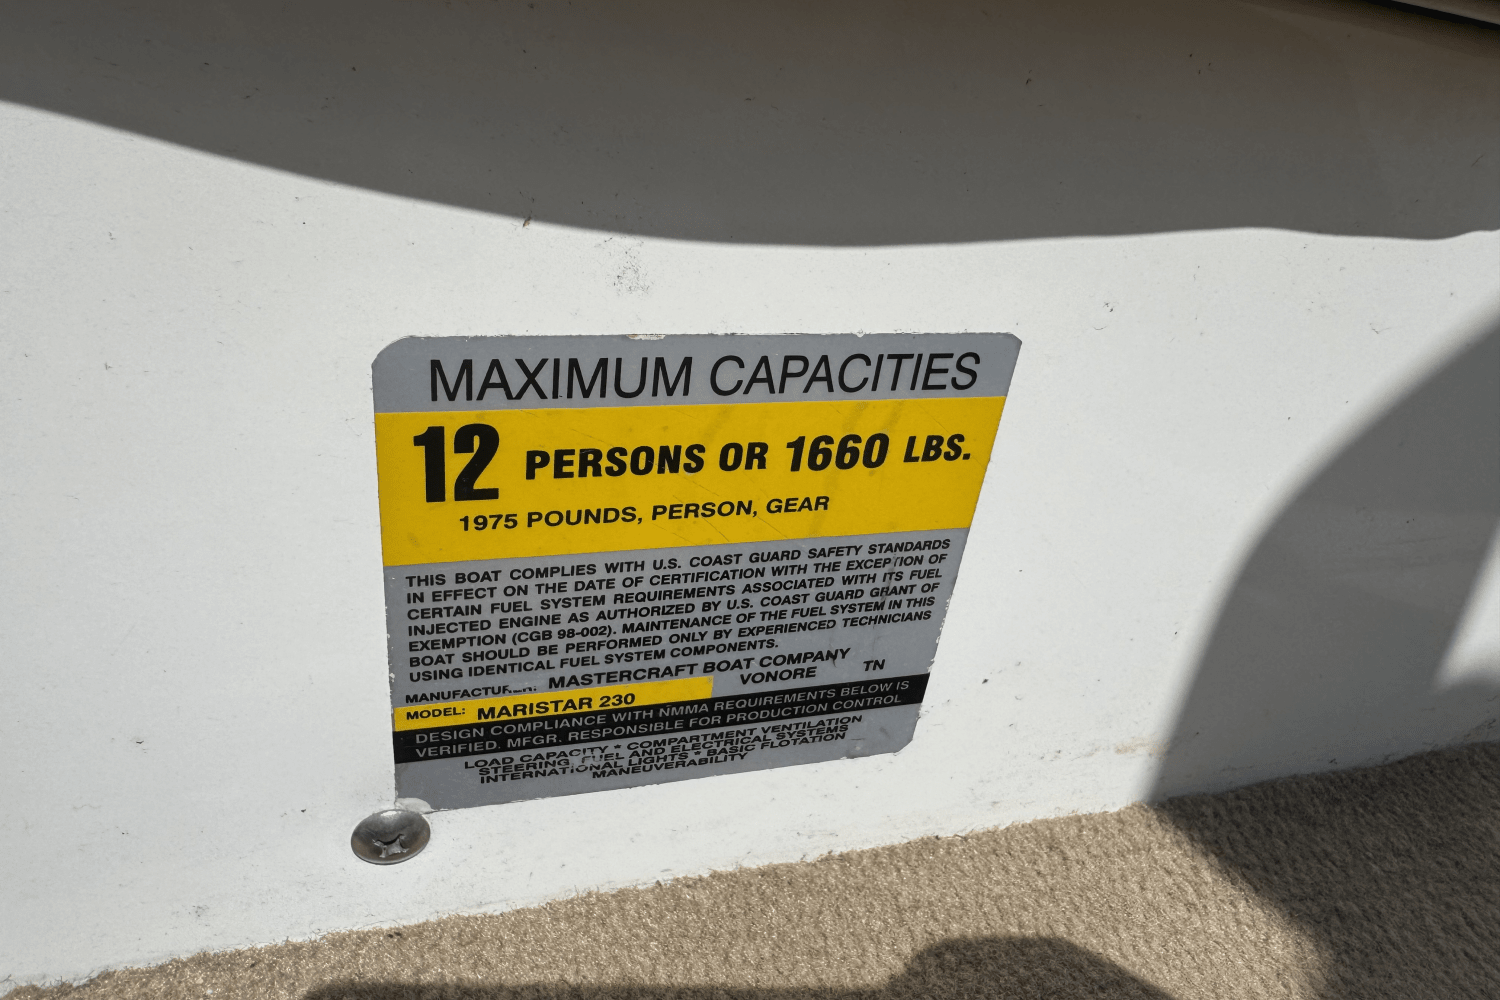 MAXIMUM CAPACITIES
12 PERSONS OR 1660 LBS.
1975 POUNDS, PERSON, GEAR
THIS BOAT COMPLIES WITH U.S. COAST GUARD SAFETY STANDARDS
IN EFFECT ON THE DATE OF CERTIFICATION WITH THE EXCEPTION OF
CERTAIN FUEL SYSTEM REQUIREMENTS ASSOCIATED WITH ITS FUEL
INJECTED ENGINE AS AUTHORIZED BY U.S. COAST GUARD GRANT OF
EXEMPTION (CGB 98-002). MAINTENANCE OF THE FUEL SYSTEM IN THIS
BOAT SHOULD BE PERFORMED ONLY BY EXPERIENCED TECHNICIANS
USING IDENTICAL FUEL SYSTEM COMPONENTS.
MANUFACTURER: MASTERCRAFT BOAT COMPANY
VONORE TN
MODEL: MARISTAR 230
DESIGN COMPLIANCE WITH NMMA REQUIREMENTS BELOW IS
VERIFIED. MFGR. RESPONSIBLE FOR PRODUCTION CONTROL
LOAD CAPACITY * COMPARTMENT VENTILATION
STEERING, FUEL AND ELECTRICAL SYSTEMS
INTERNATIONAL LIGHTS * BASIC FLOTATION
MANEUVERABILITY